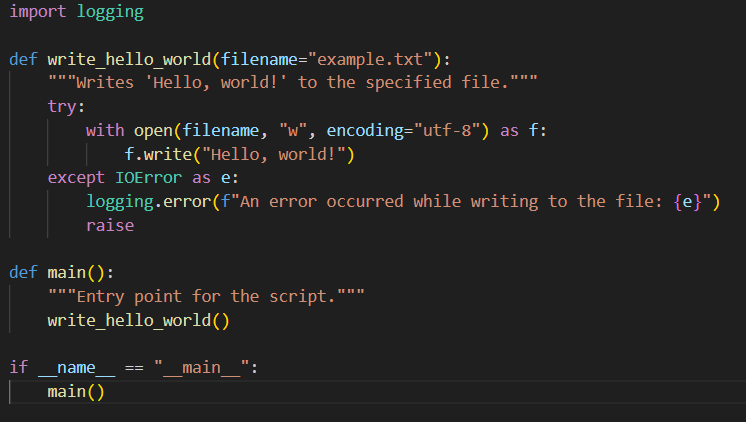 import logging

def write_hello_world(filename="example.txt"):
    """Writes 'Hello, world!' to the specified file."""
    try:
        with open(filename, "w", encoding="utf-8") as f:
            f.write("Hello, world!")
    except IOError as e:
        logging.error(f"An error occurred while writing to the file: {e}")
        raise

def main():
    """Entry point for the script."""
    write_hello_world()

if __name__ == "__main__":
    main()